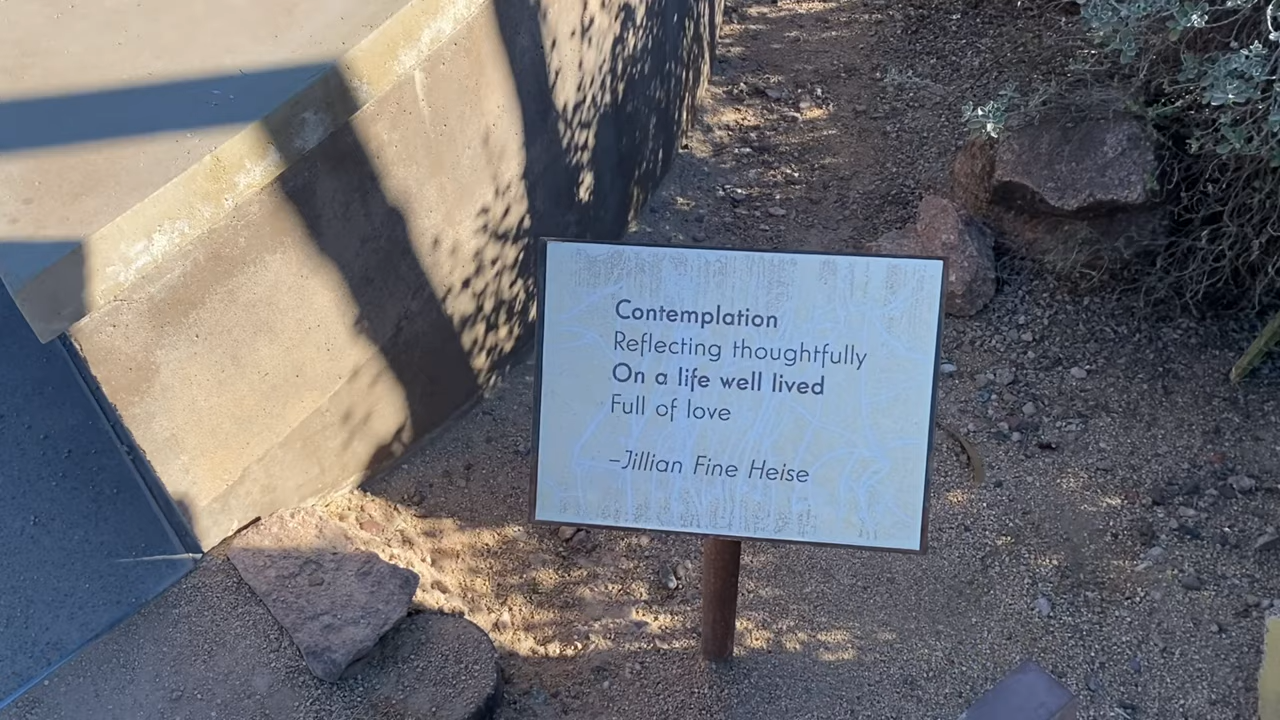 Contemplation
Reflecting thoughtfully
On a life well lived
Full of love
–Jillian Fine Heise